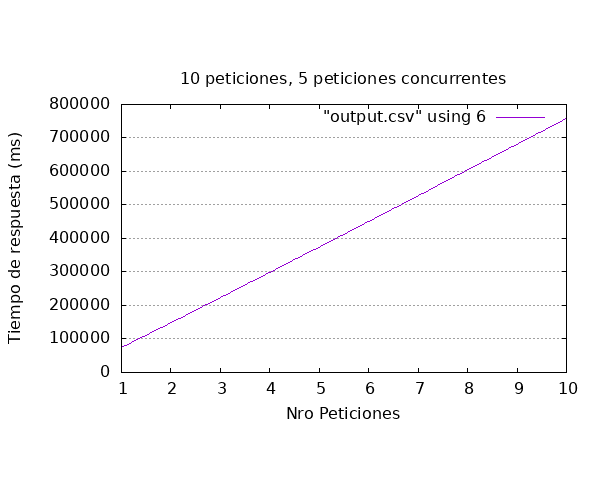 10 peticiones, 5 peticiones concurrentes
"output.csv" using 6
Tiempo de respuesta (ms)
800000
700000
600000
500000
400000
300000
200000
100000
0
1 2 3 4 5 6 7 8 9 10
Nro Peticiones